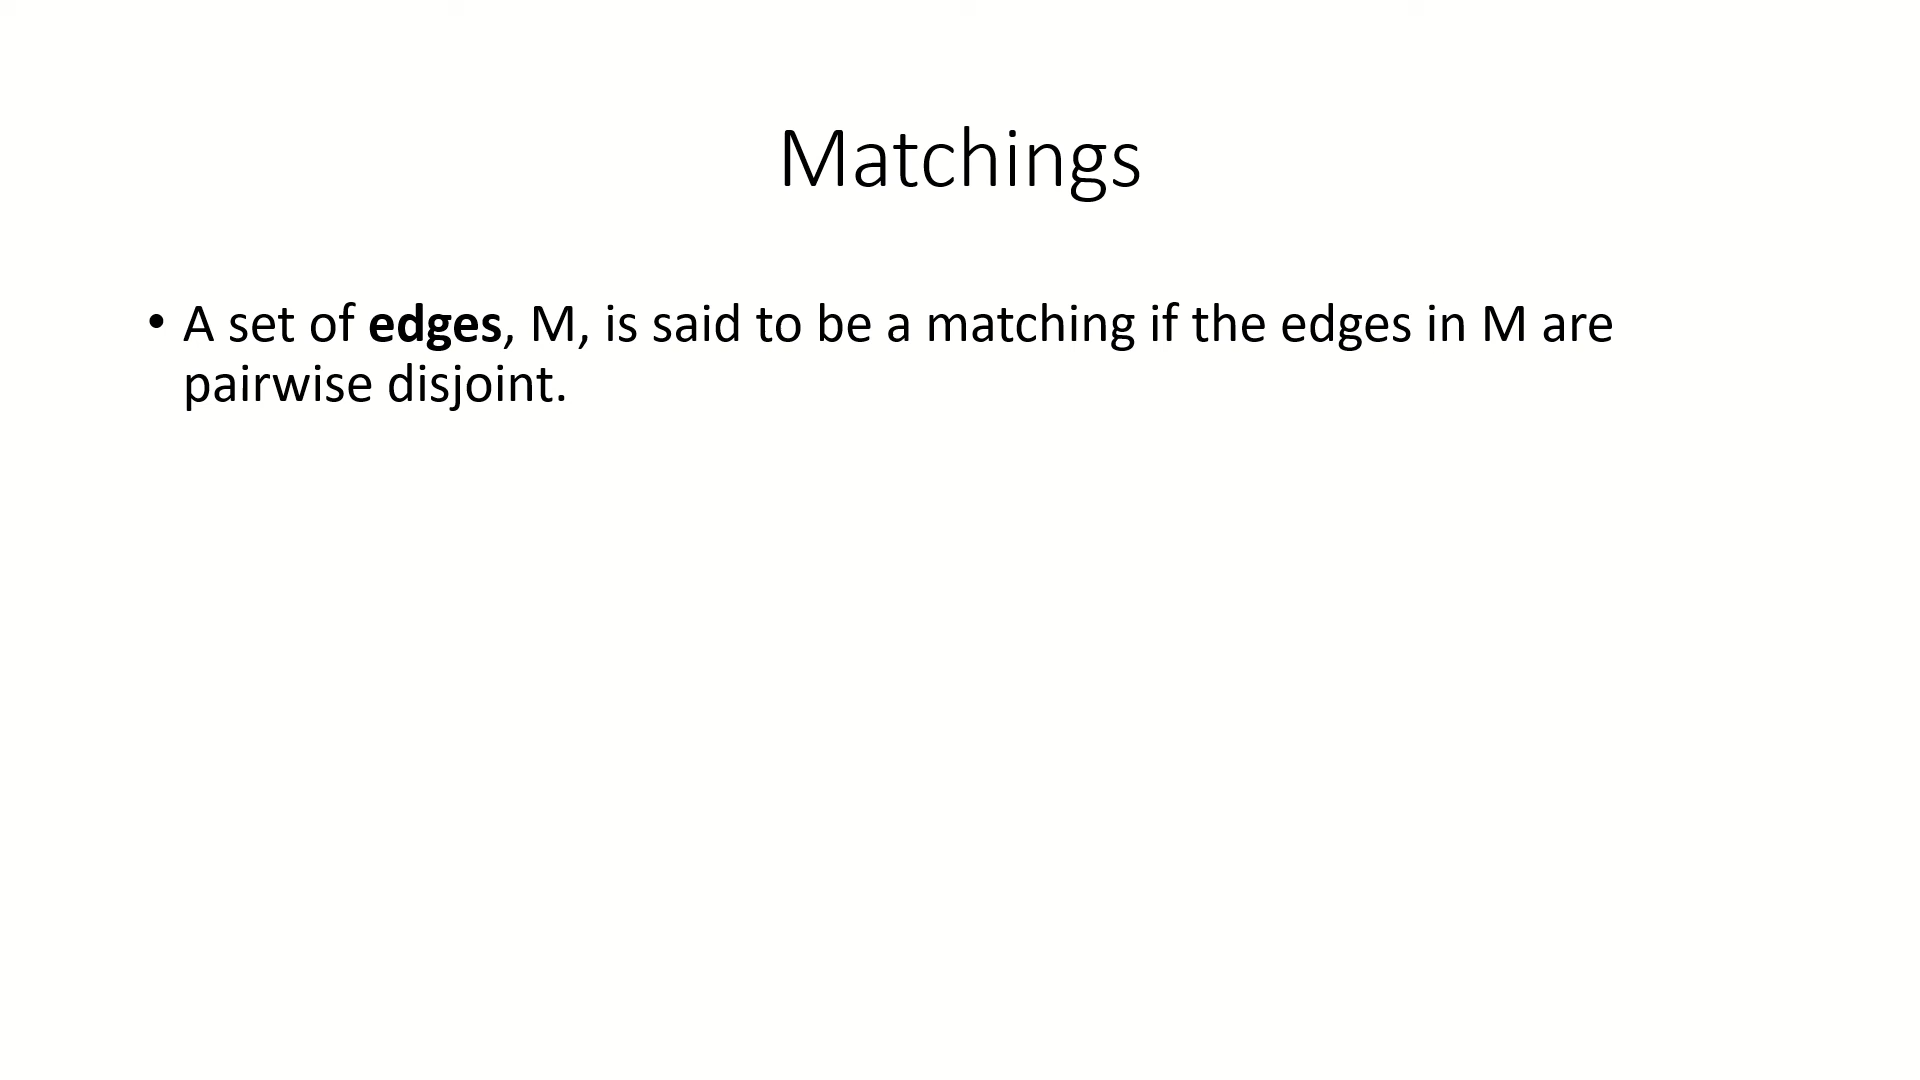 Matchings
• A set of edges, M, is said to be a matching if the edges in M are
pairwise disjoint.